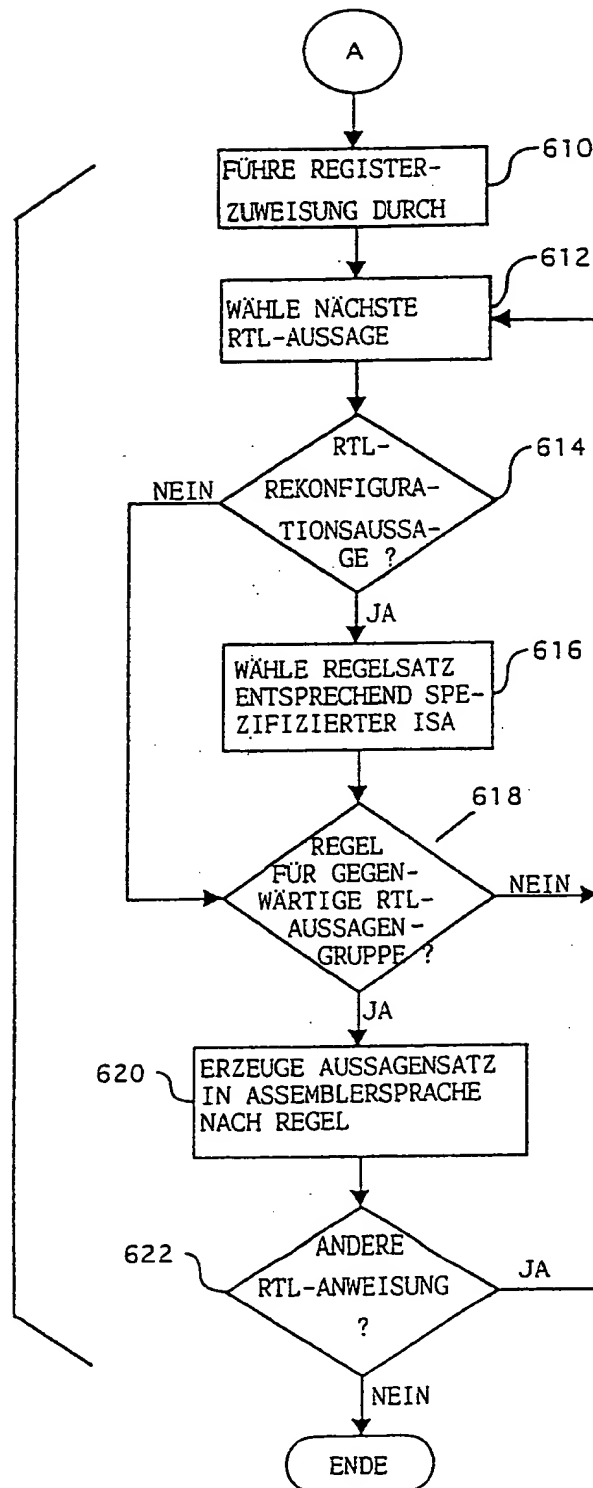 A
FÜHRE REGISTER-
ZUWEISUNG DURCH
610
WÄHLE NÄCHSTE
RTL-AUSSAGE
612
RTL-
REKONFIGURA-
TIONSAUSSA-
GE ?
614
NEIN
JA
WÄHLE REGELSATZ
ENTSPRECHEND SPE-
ZIFIZIERTER ISA
616
REGEL
FÜR GEGEN-
WÄRTIGE RTL-
AUSSAGEN-
GRUPPE ?
618
NEIN
JA
620
ERZEUGE AUSSAGENSATZ
IN ASSEMBLERSPRACHE
NACH REGEL
622
ANDERE
RTL-ANWEISUNG
?
JA
NEIN
ENDE